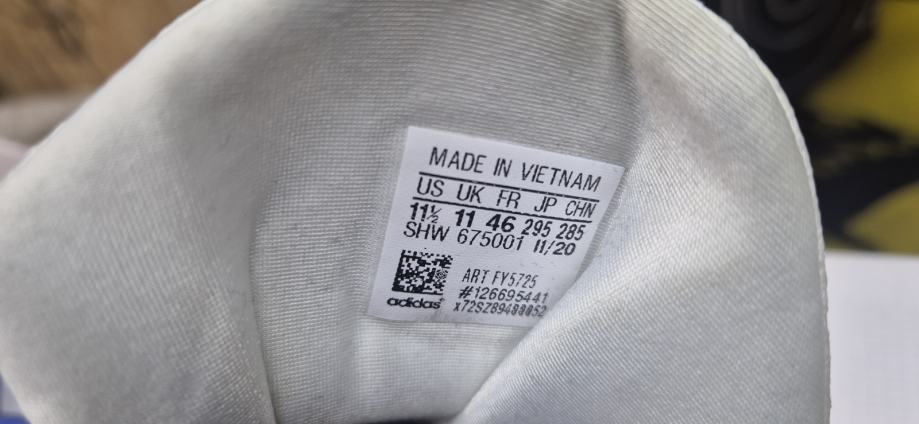 MADE IN VIETNAM
US UK FR JP CHN
11½ 11 46 295 285
SHW 675001 11/20
ART FY5725
#126695441
adidas